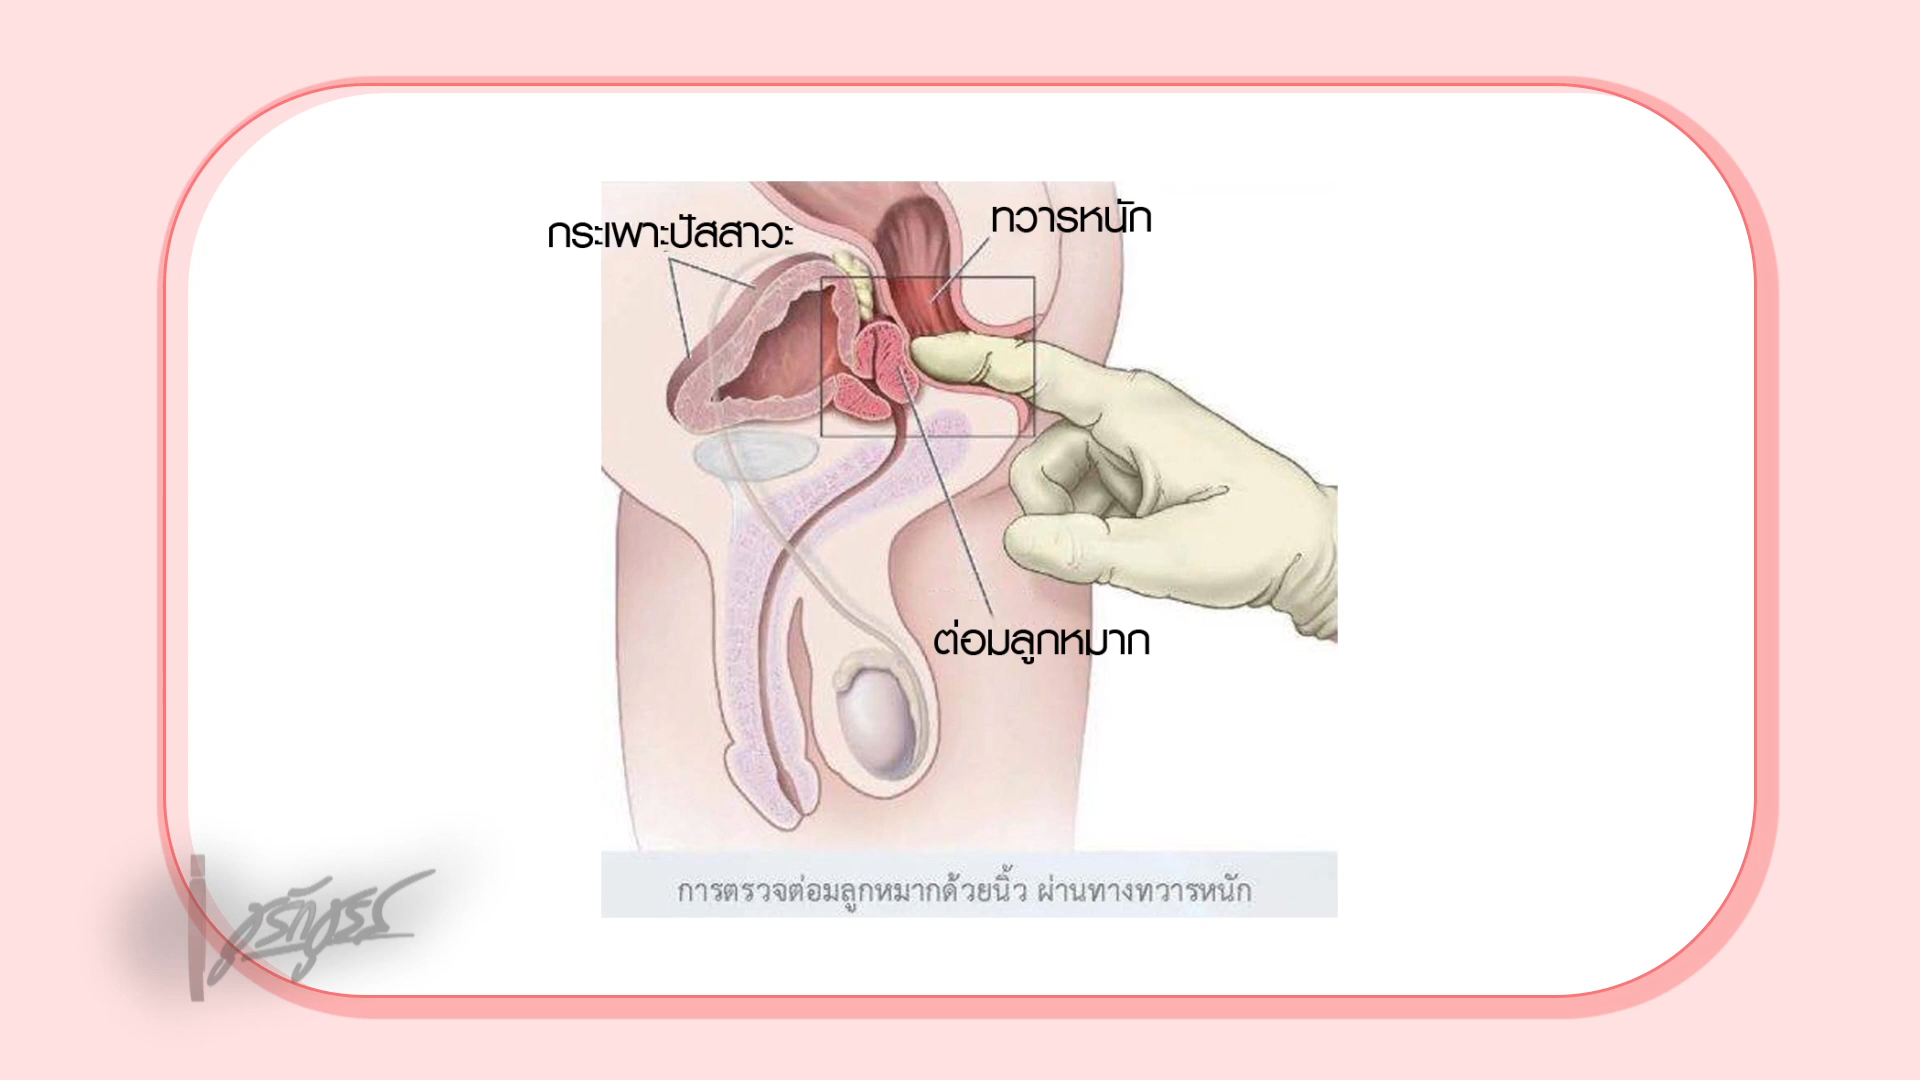 กระเพาะปัสสาวะ
ทวารหนัก
ต่อมลูกหมาก
การตรวจต่อมลูกหมากด้วยนิ้ว ผ่านทางทวารหนัก